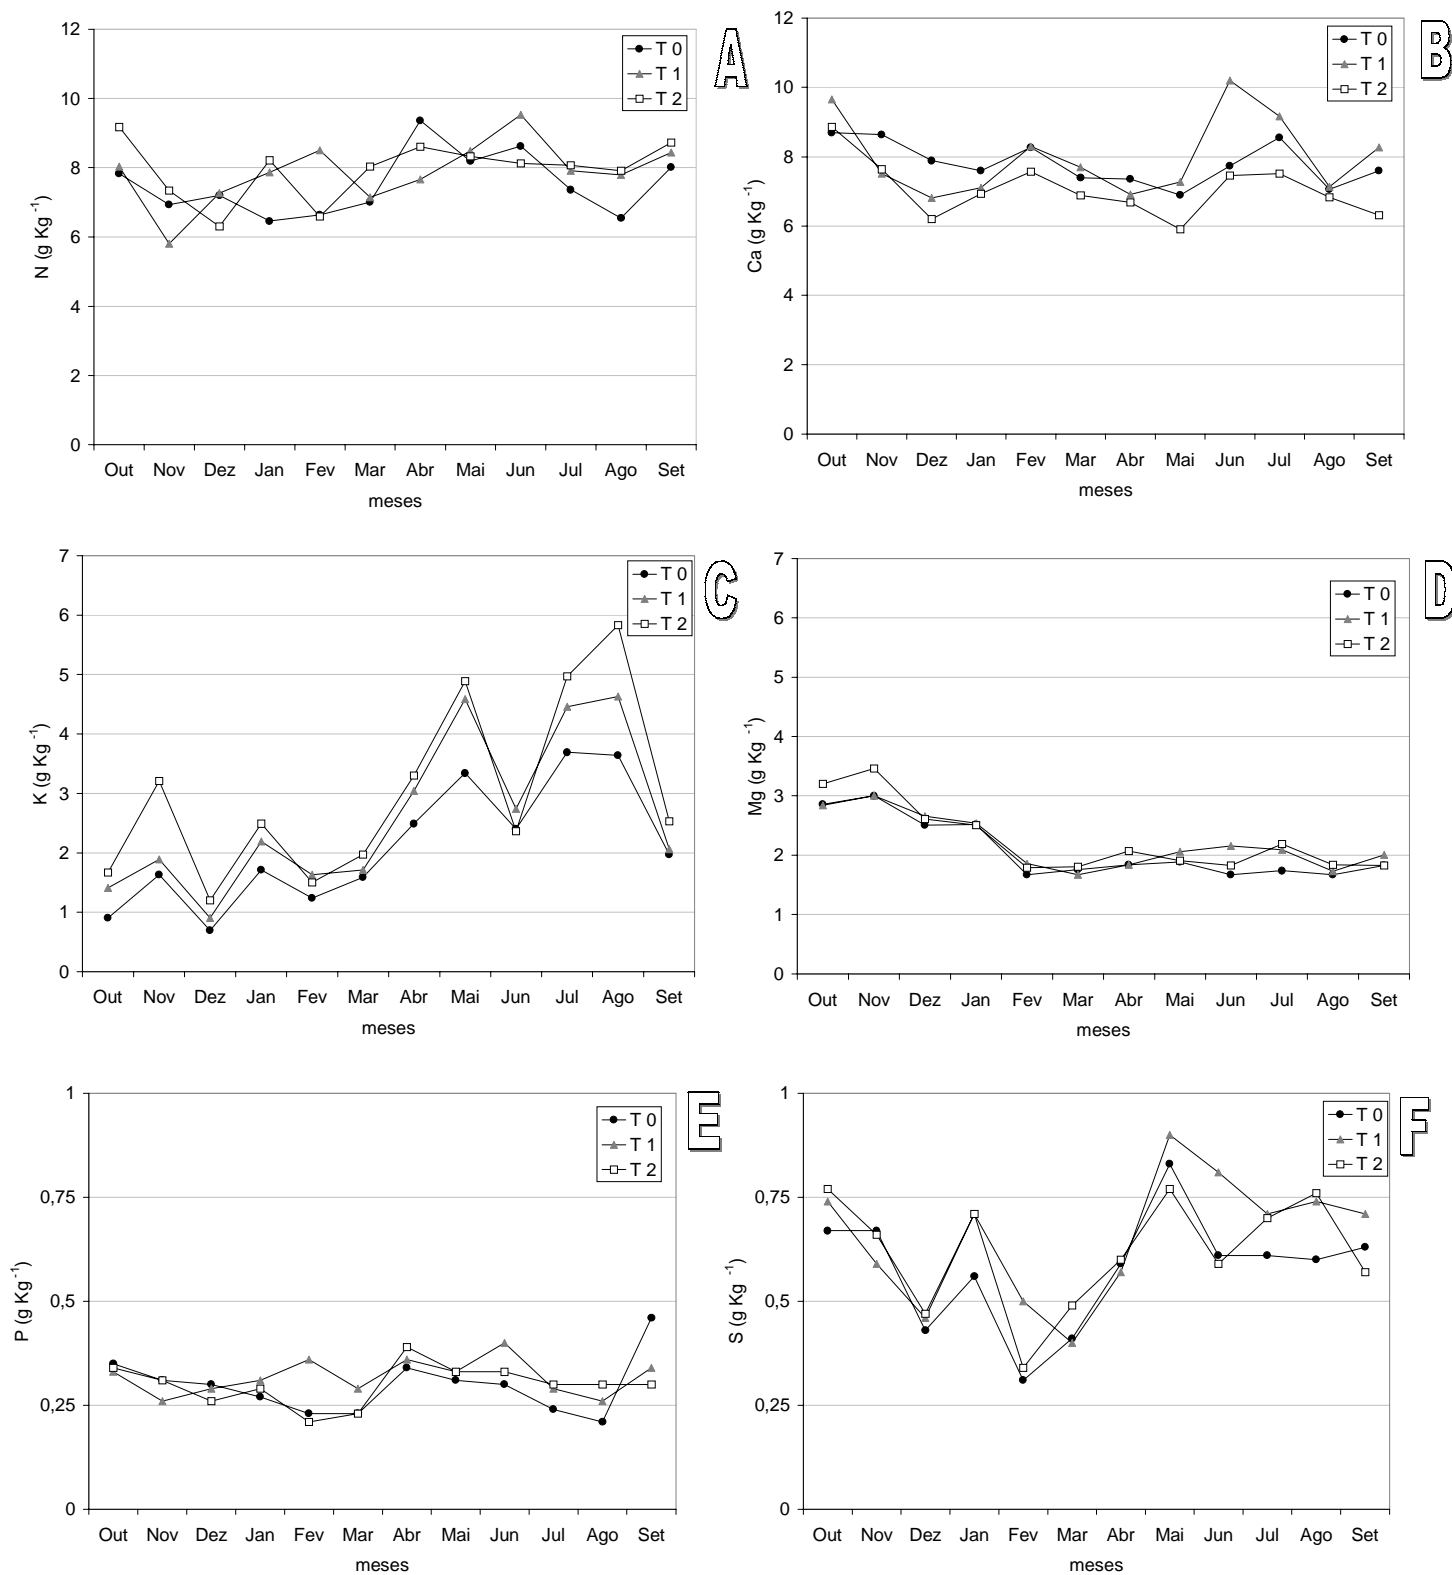 A
N (g Kg -1)
12
10
8
6
4
2
0
Out Nov Dez Jan Fev Mar Abr Mai Jun Jul Ago Set
meses
T 0
T 1
T 2
B
Ca (g Kg -1)
12
10
8
6
4
2
0
Out Nov Dez Jan Fev Mar Abr Mai Jun Jul Ago Set
meses
T 0
T 1
T 2
C
K (g Kg -1)
7
6
5
4
3
2
1
0
Out Nov Dez Jan Fev Mar Abr Mai Jun Jul Ago Set
meses
T 0
T 1
T 2
D
Mg (g Kg -1)
7
6
5
4
3
2
1
0
Out Nov Dez Jan Fev Mar Abr Mai Jun Jul Ago Set
meses
T 0
T 1
T 2
E
P (g Kg -1)
1
0,75
0,5
0,25
0
Out Nov Dez Jan Fev Mar Abr Mai Jun Jul Ago Set
meses
T 0
T 1
T 2
F
S (g Kg -1)
1
0,75
0,5
0,25
0
Out Nov Dez Jan Fev Mar Abr Mai Jun Jul Ago Set
meses
T 0
T 1
T 2